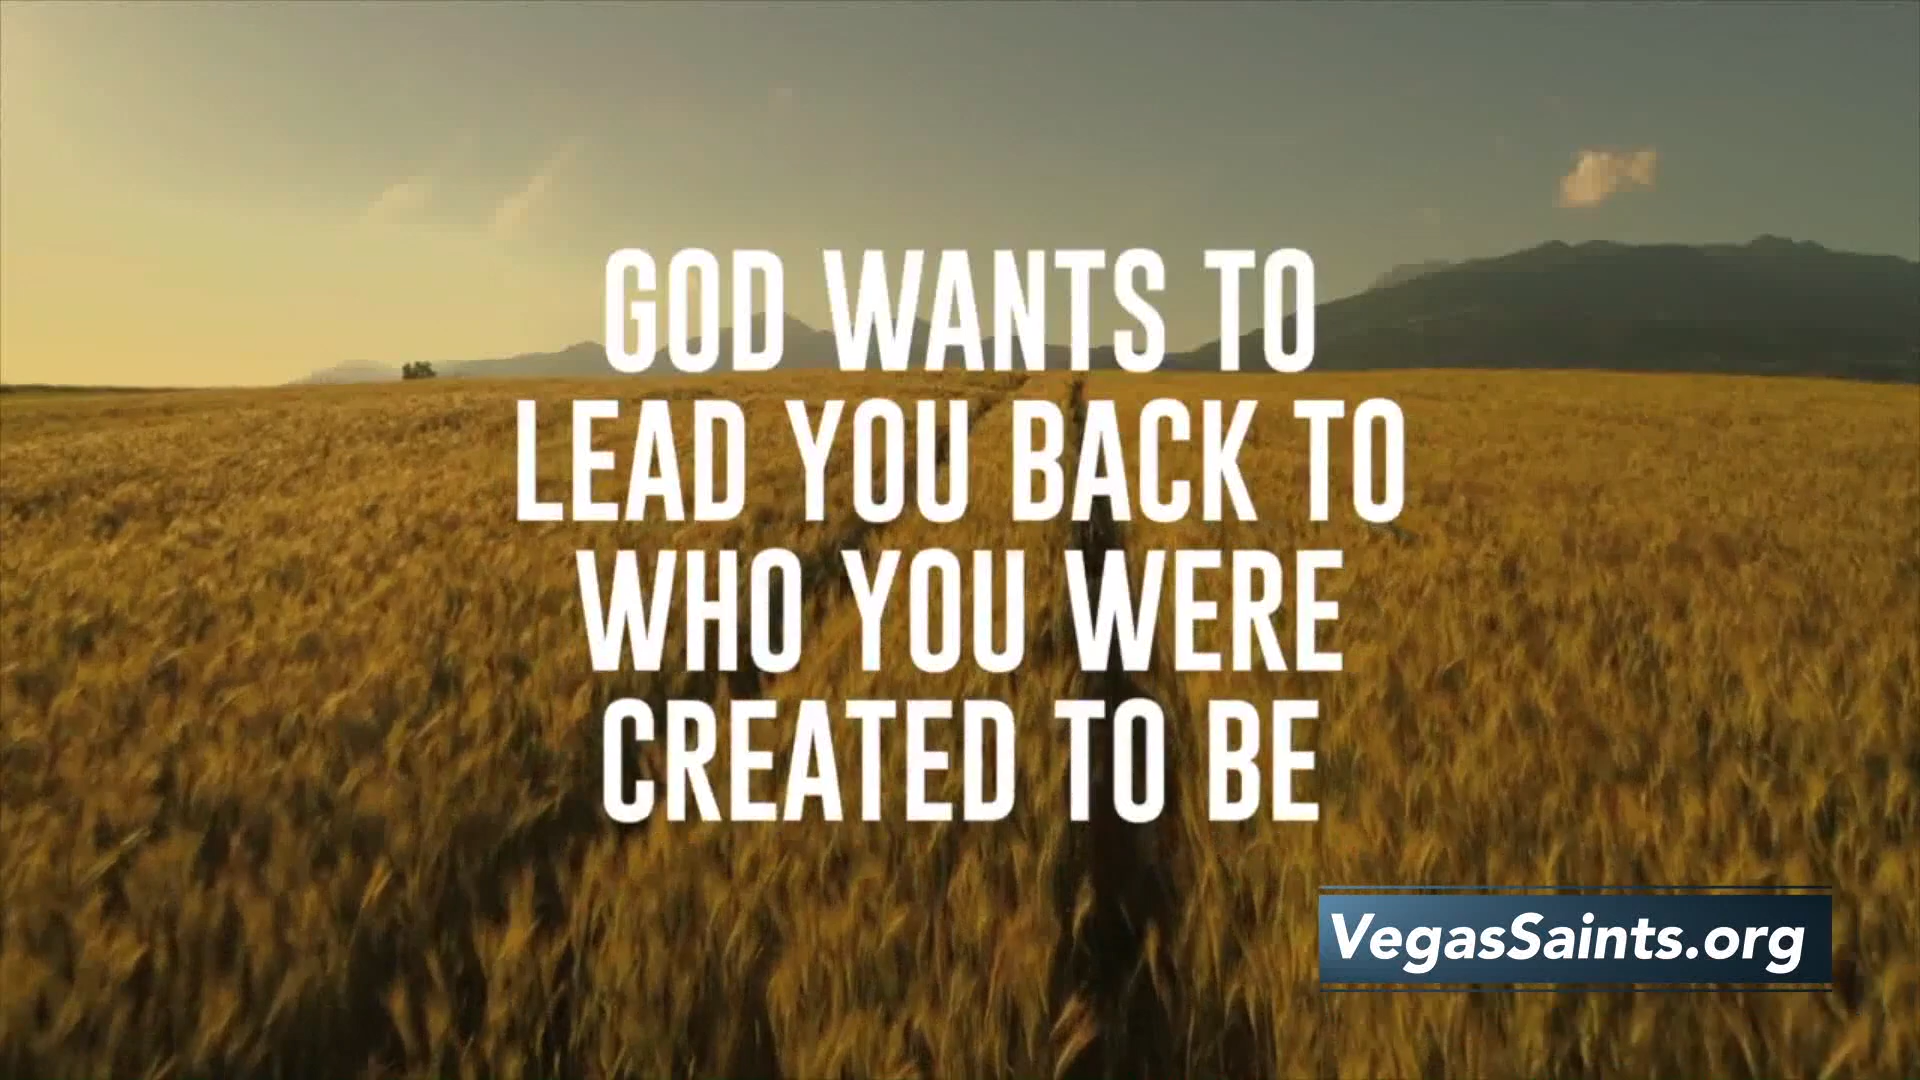 GOD WANTS TO
LEAD YOU BACK TO
WHO YOU WERE
CREATED TO BE
VegasSaints.org